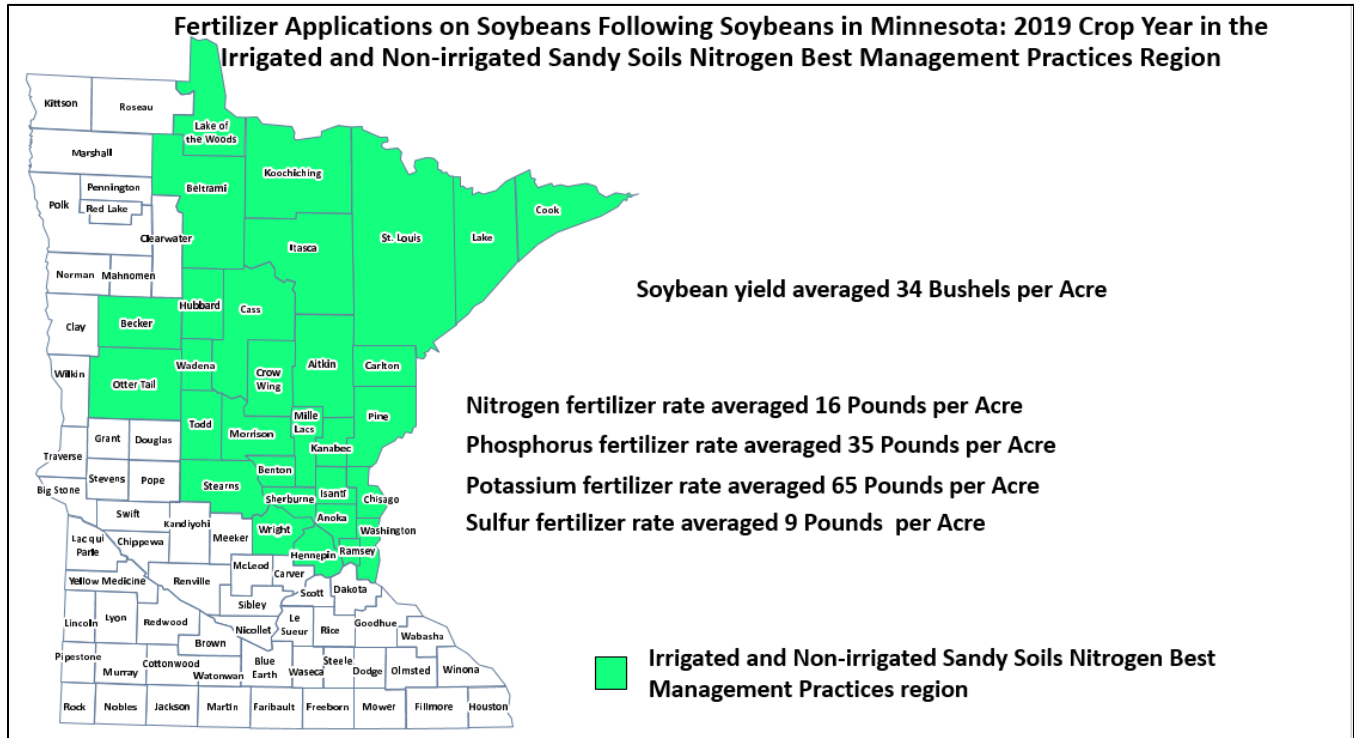 Fertilizer Applications on Soybeans Following Soybeans in Minnesota: 2019 Crop Year in the
Irrigated and Non-irrigated Sandy Soils Nitrogen Best Management Practices Region
Kittson
Roseau
Lake of
the Woods
Marshall
Koochiching
Pennington
Beltrami
Polk
Red Lake
Cook
Clearwater
St. Louis
Lake
Itasca
Norman
Mahnomen
Soybean yield averaged 34 Bushels per Acre
Hubbard
Cass
Becker
Clay
Wadena
Aitkin
Carlton
Wilkin
Crow
Wing
Otter Tail
Nitrogen fertilizer rate averaged 16 Pounds per Acre
Mille
Lacs
Pine
Todd
Morrison
Grant
Douglas
Phosphorus fertilizer rate averaged 35 Pounds per Acre
Kanabec
Traverse
Benton
Stevens
Pope
Stearns
Big Stone
Potassium fertilizer rate averaged 65 Pounds per Acre
Isanti
Sherburne
Chisago
Swift
Kandiyohi
Anoka
Sulfur fertilizer rate averaged 9 Pounds per Acre
Wright
Washington
Meeker
Lac qui
Parle
Chippewa
Hennepin
Ramsey
McLeod
Carver
Yellow Medicine
Renville
Scott
Dakota
Sibley
Lincoln
Lyon
Redwood
Nicollet
Le
Sueur
Rice
Goodhue
Wabasha
Brown
Pipestone
Murray
Cottonwood
Watonwan
Blue
Earth
Waseca
Steele
Dodge
Olmsted
Winona
Irrigated and Non-irrigated Sandy Soils Nitrogen Best
Management Practices region
Rock
Nobles
Jackson
Martin
Faribault
Freeborn
Mower
Fillmore
Houston